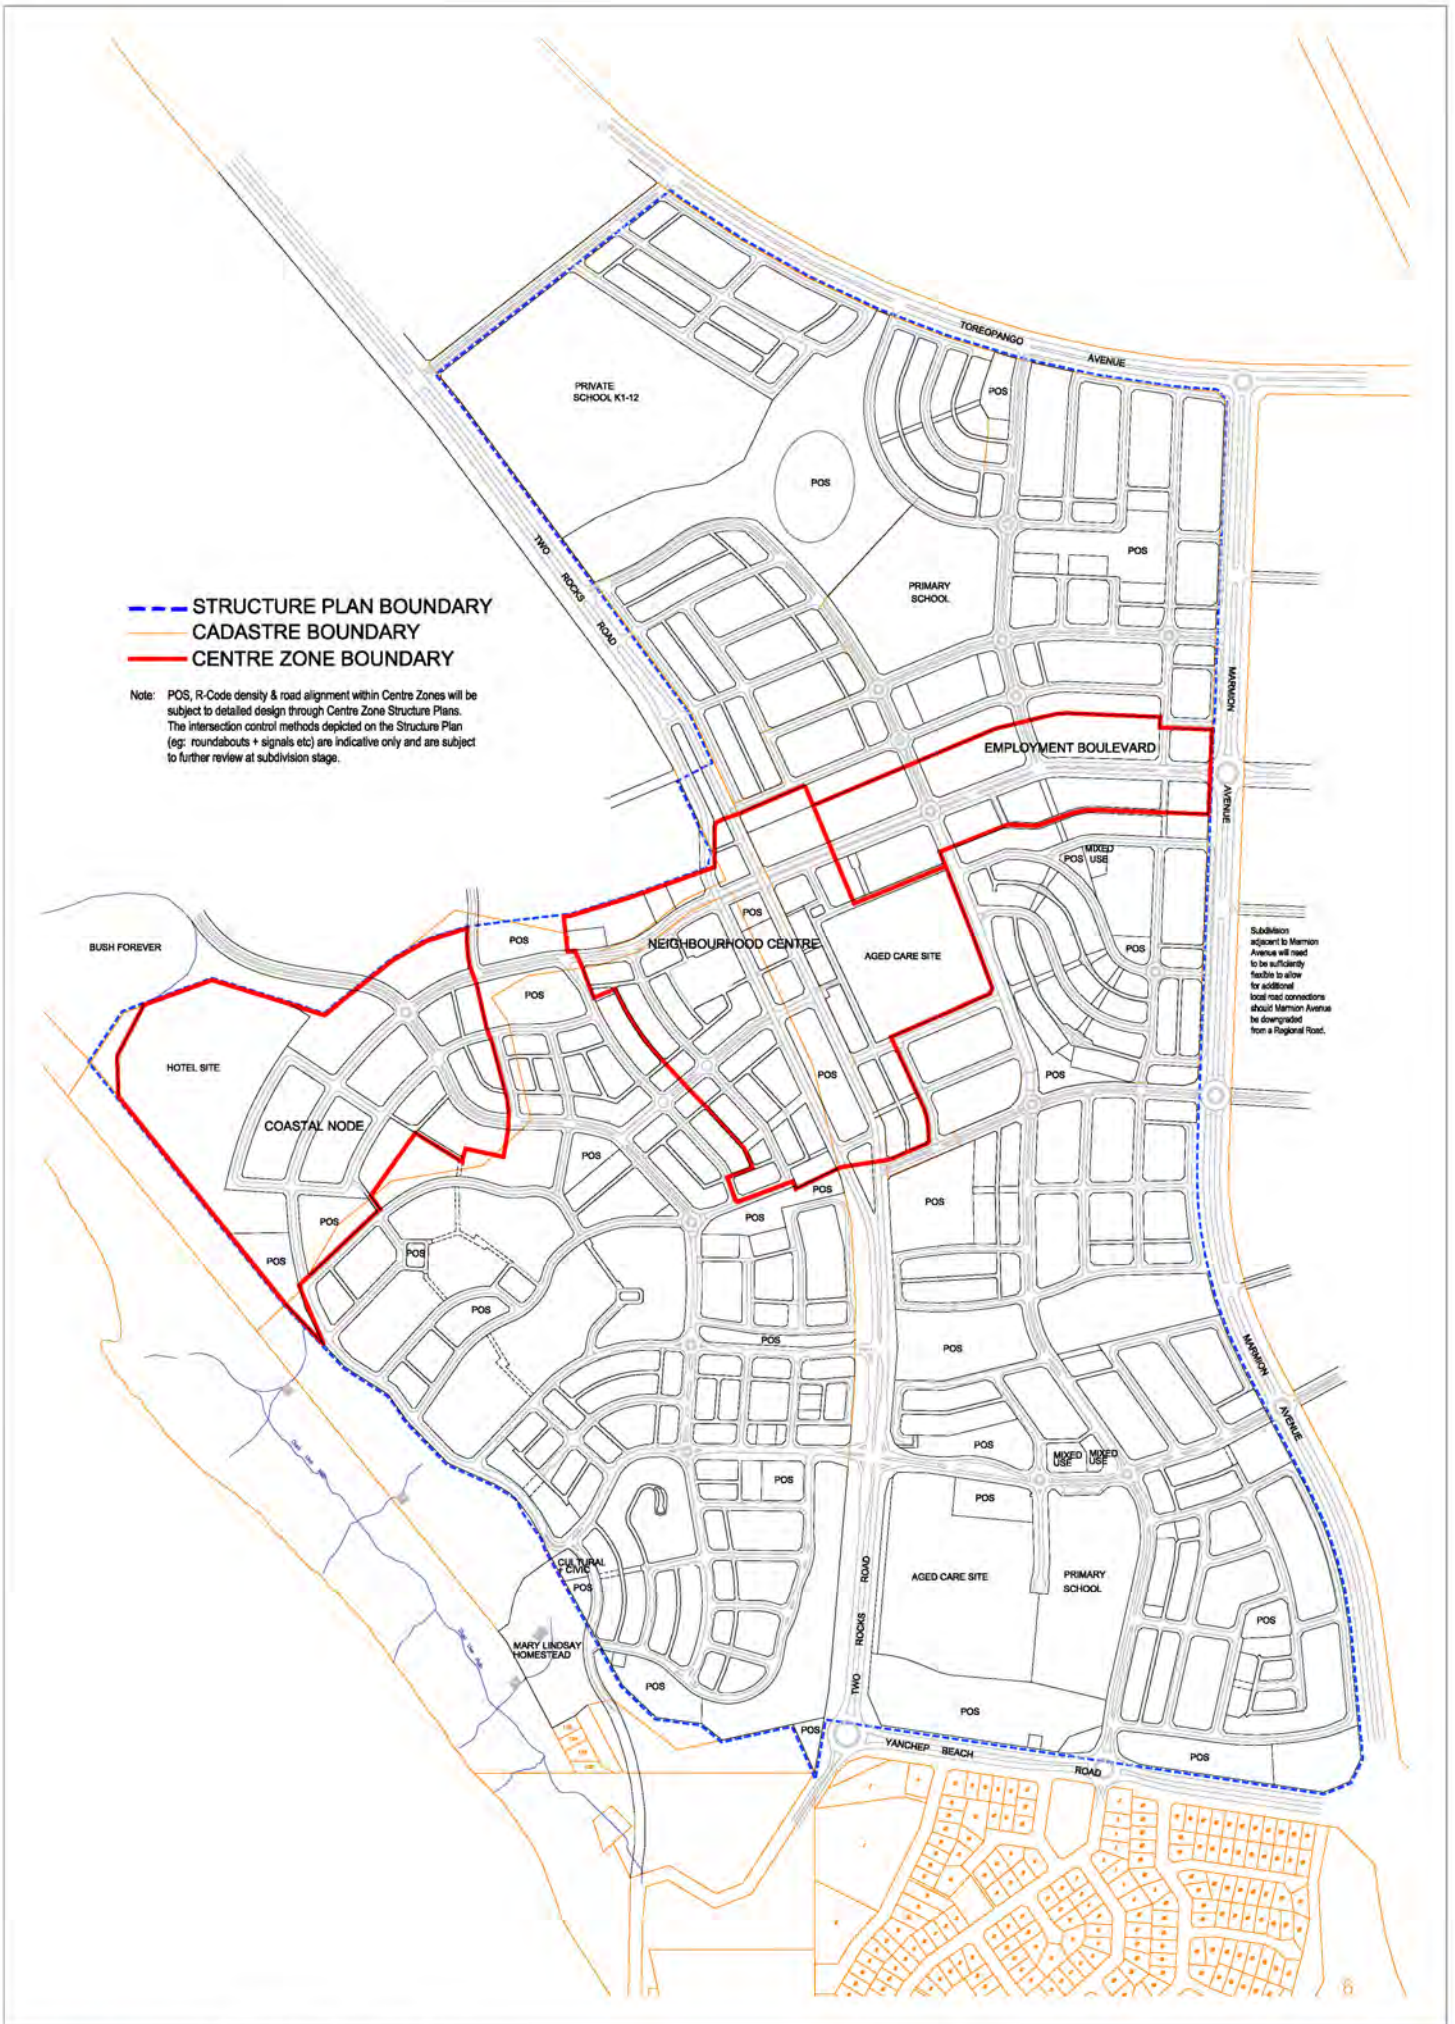 TOREOPANGO
AVENUE
PRIVATE
SCHOOL K1-12
POS
POS
POS
TWO
ROCKS
ROAD
PRIMARY
SCHOOL
STRUCTURE PLAN BOUNDARY
CADASTRE BOUNDARY
CENTRE ZONE BOUNDARY
Note: POS, R-Code density & road alignment within Centre Zones will be
subject to detailed design through Centre Zone Structure Plans.
The intersection control methods depicted on the Structure Plan
(eg: roundabouts + signals etc) are indicative only and are subject
to further review at subdivision stage.
MARMION
AVENUE
EMPLOYMENT BOULEVARD
MIXED
POS USE
POS
NEIGHBOURHOOD CENTRE
AGED CARE SITE
POS
BUSH FOREVER
POS
POS
Subdivision
adjacent to Marmion
Avenue will need
to be sufficiently
flexible to allow
for additional
local road connections
should Marmion Avenue
be downgraded
from a Regional Road.
HOTEL SITE
COASTAL NODE
POS
POS
POS
POS
POS
POS
POS
POS
POS
POS
POS
POS
POS
MARMION
AVENUE
POS
MIXED
USE
MIXED
USE
POS
POS
CULTURAL
+ CIVIC
POS
AGED CARE SITE
PRIMARY
SCHOOL
POS
MARY LINDSAY
HOMESTEAD
TWO
ROCKS
ROAD
POS
POS
POS
YANCHEP
BEACH
ROAD
POS